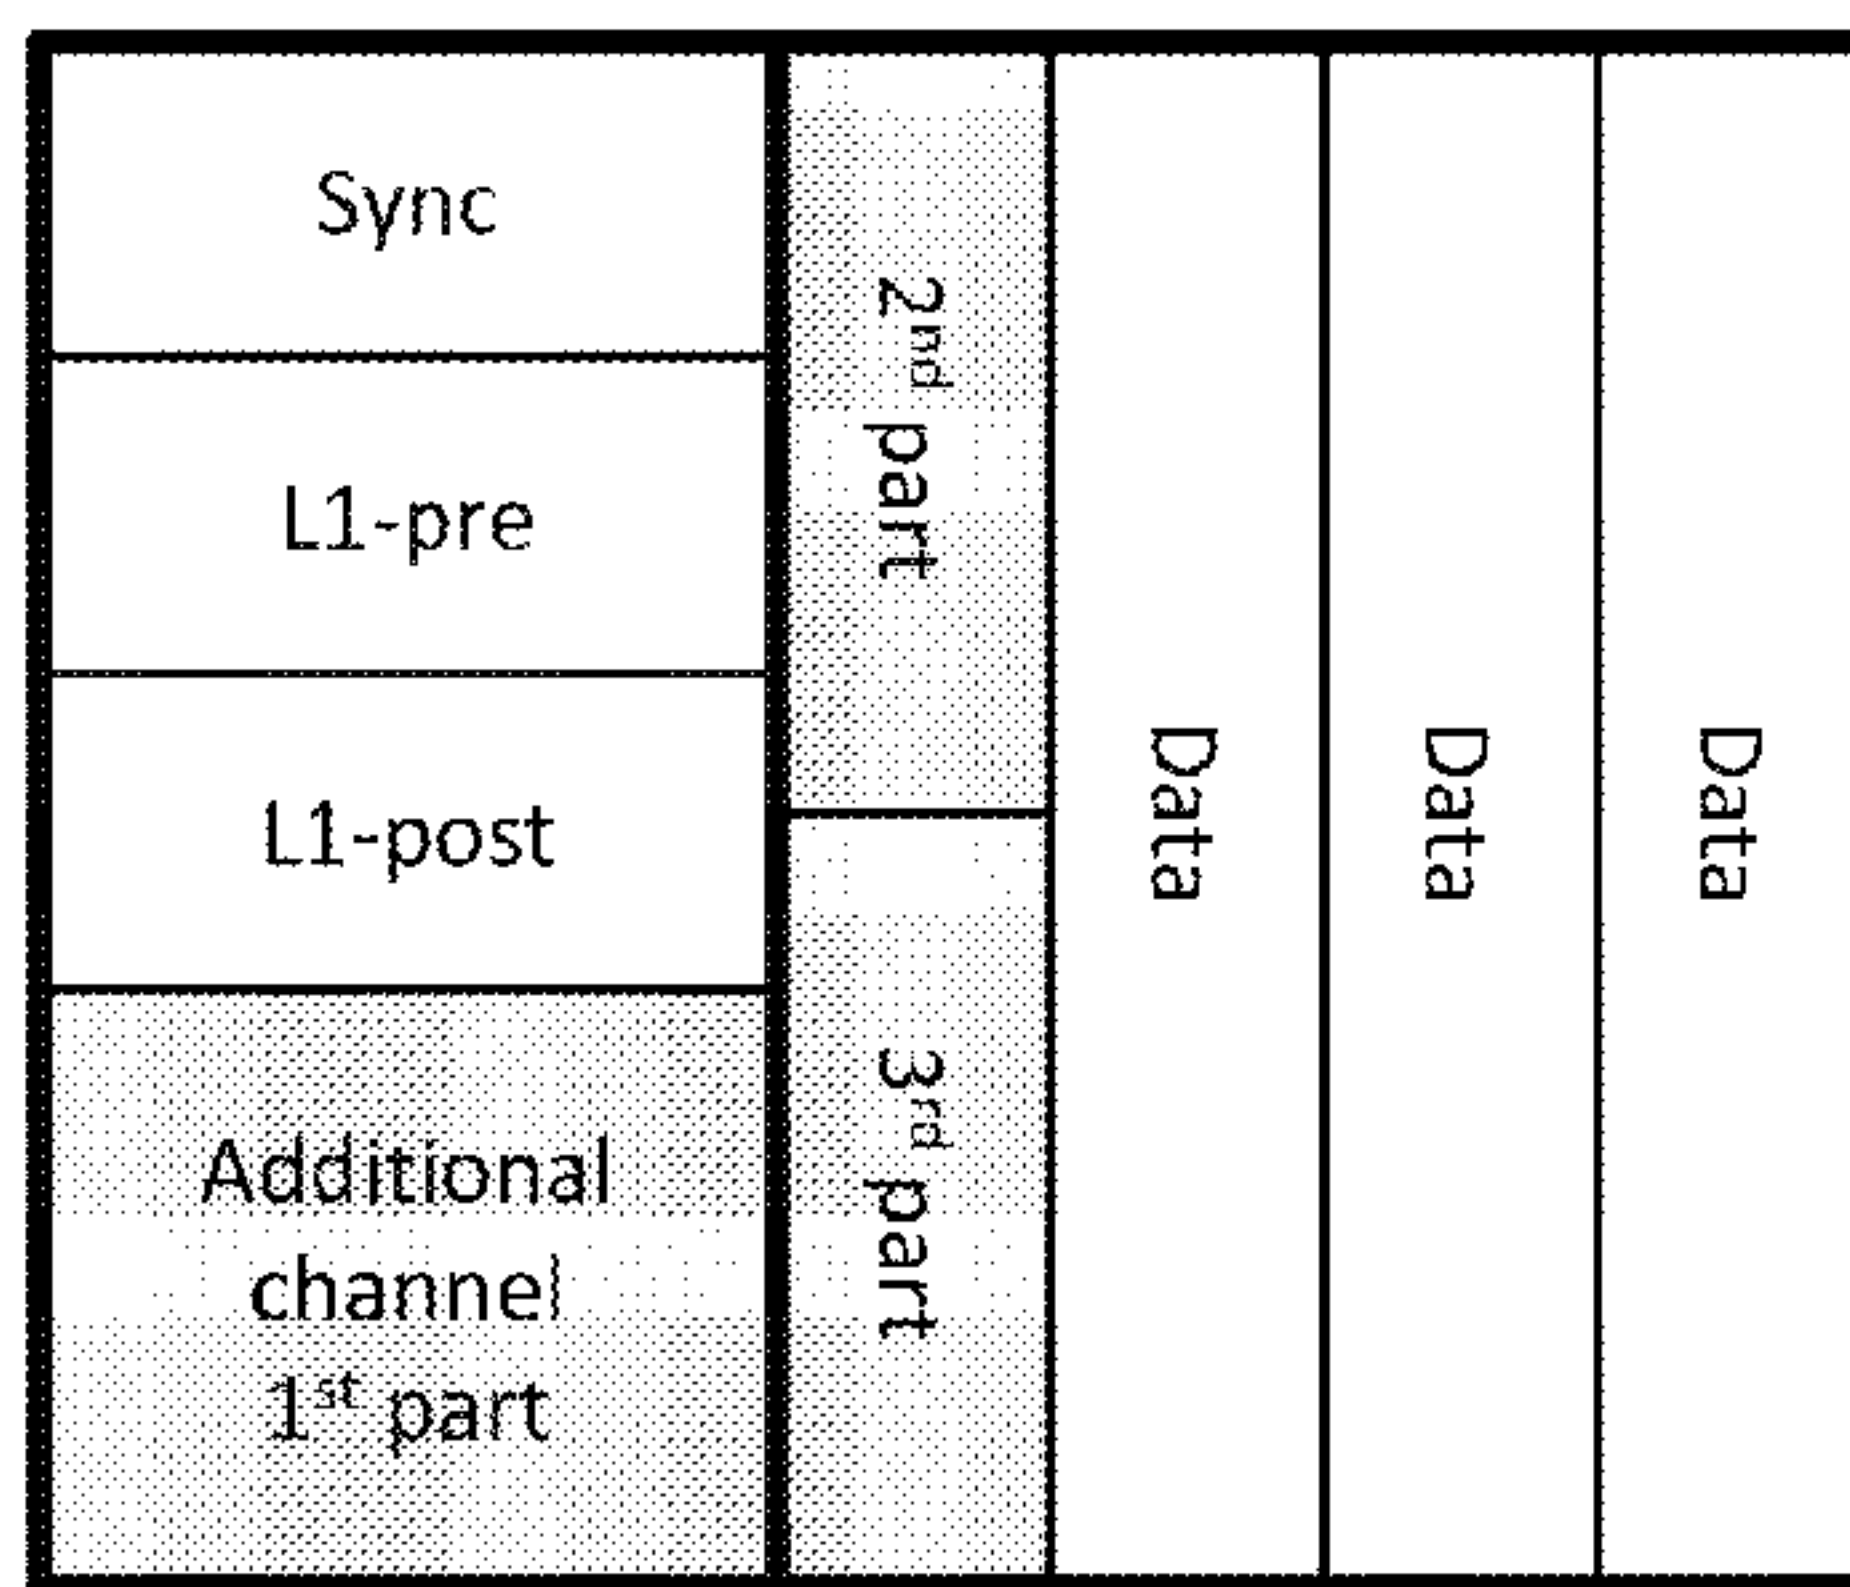 Sync
L1-pre
L1-post
Additional
channel
1st part
2nd part
3rd part
Data
Data
Data